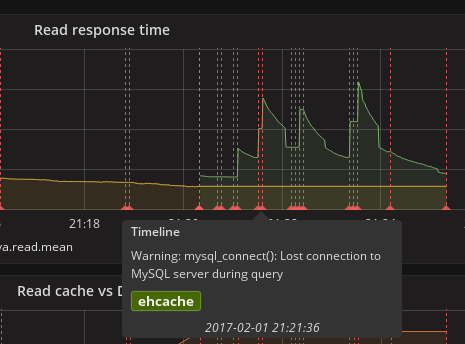 Read response time
21:18
va.read.mean
Timeline
Warning: mysql_connect(): Lost connection to
MySQL server during query
ehcache
2017-02-01 21:21:36
Read cache vs